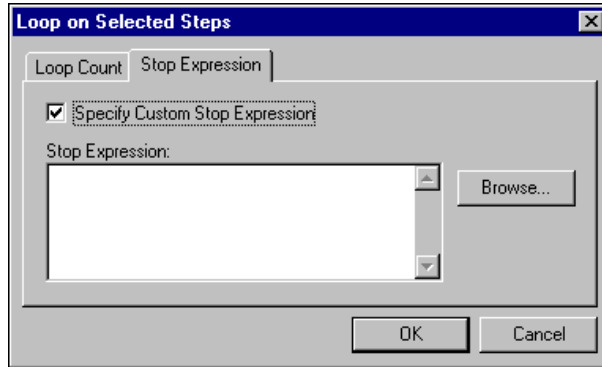 Loop on Selected Steps
Loop Count
Stop Expression
Specify Custom Stop Expression
Stop Expression:
Browse...
OK
Cancel